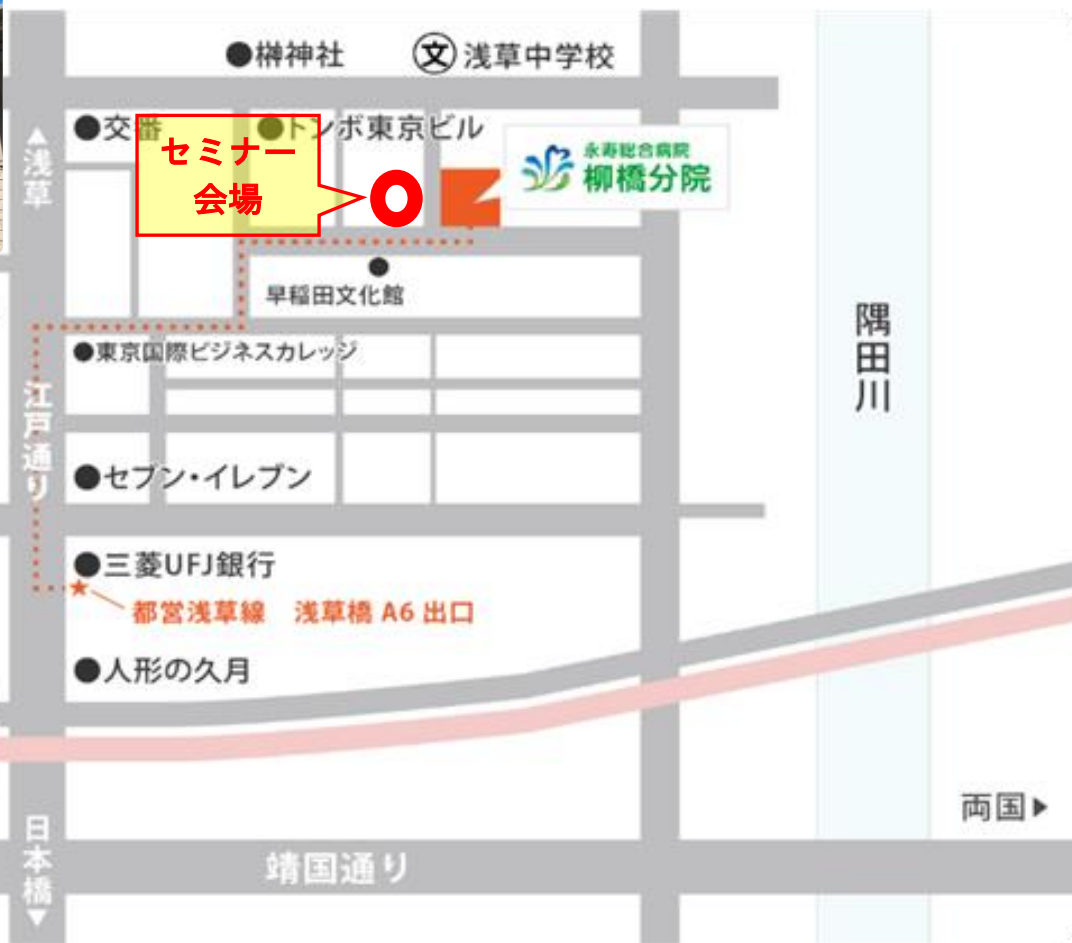 榊神社
文 浅草中学校
交番
トンボ東京ビル
▲浅草
セミナー
会場
永寿総合病院
柳橋分院
早稲田文化館
隅田川
東京国際ビジネスカレッジ
江戸通り
セブン・イレブン
三菱UFJ銀行
都営浅草線 浅草橋 A6 出口
人形の久月
両国▶
日本橋▼
靖国通り